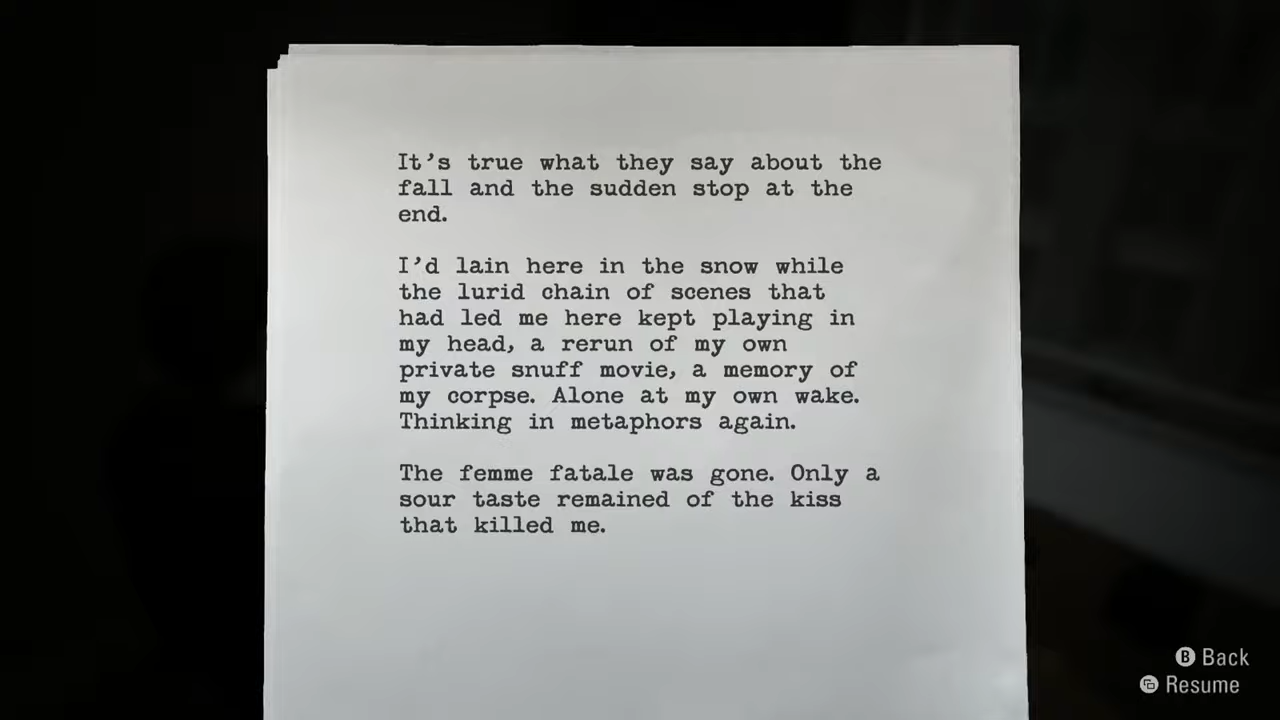 It's true what they say about the
fall and the sudden stop at the
end.
I'd lain here in the snow while
the lurid chain of scenes that
had led me here kept playing in
my head, a rerun of my own
private snuff movie, a memory of
my corpse. Alone at my own wake.
Thinking in metaphors again.
The femme fatale was gone. Only a
sour taste remained of the kiss
that killed me.
B Back
Resume